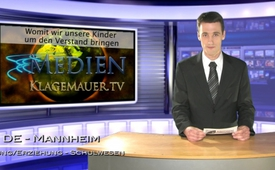 Womit wir unsere Kinder
um den Verstand bringen
MEDIEN
KLAGEMAUER.TV
DE - MANNHEIM